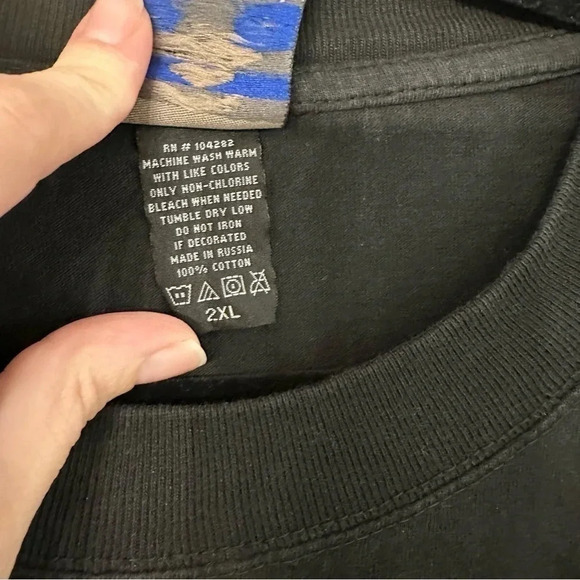 RN # 104282
MACHINE WASH WARM
WITH LIKE COLORS
ONLY NON-CHLORINE
BLEACH WHEN NEEDED
TUMBLE DRY LOW
DO NOT IRON
IF DECORATED
MADE IN RUSSIA
100% COTTON
2XL